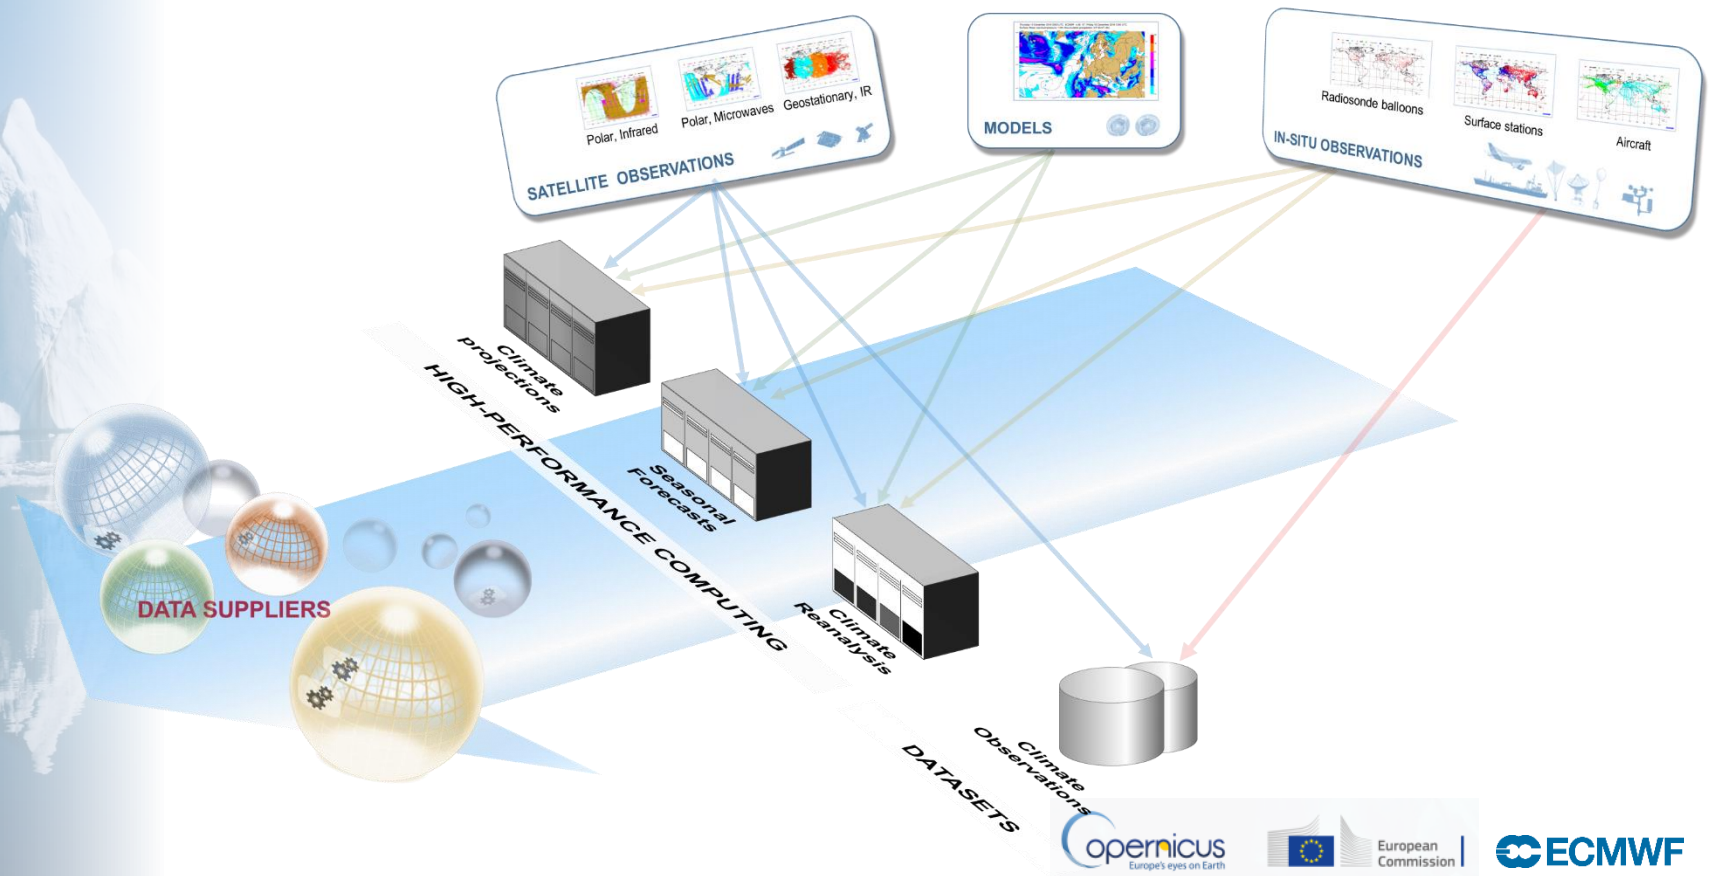 Polar, Infrared
Polar, Microwaves
Geostationary, IR
SATELLITE OBSERVATIONS
MODELS
Radiosonde balloons
Surface stations
Aircraft
IN-SITU OBSERVATIONS
Climate
projections
HIGH-PERFORMANCE COMPUTING
Seasonal
Forecasts
Climate
Reanalysis
DATA SUPPLIERS
Climate
Observations
DATASETS
opernicus
Europe's eyes on Earth
European
Commission
ECMWF